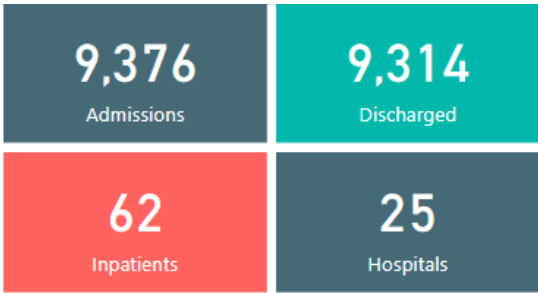 9,376
Admissions
9,314
Discharged
62
Inpatients
25
Hospitals